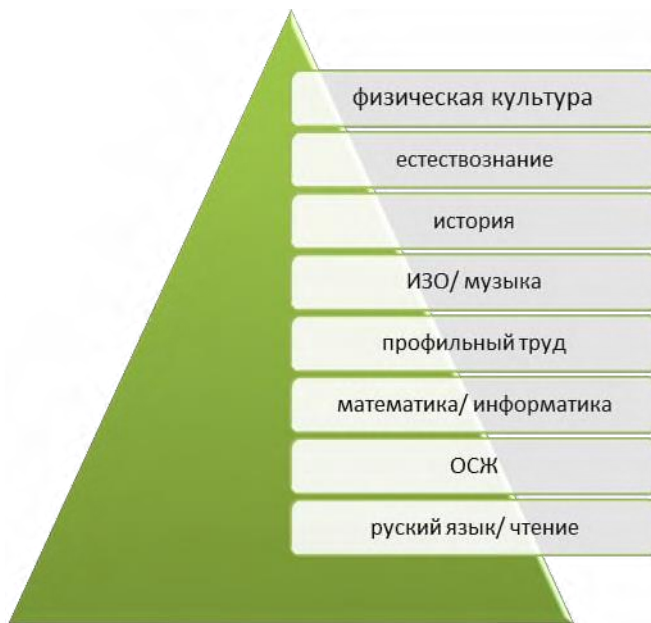 физическая культура
естествознание
история
ИЗО/ музыка
профильный труд
математика/ информатика
ОСЖ
руский язык/ чтение